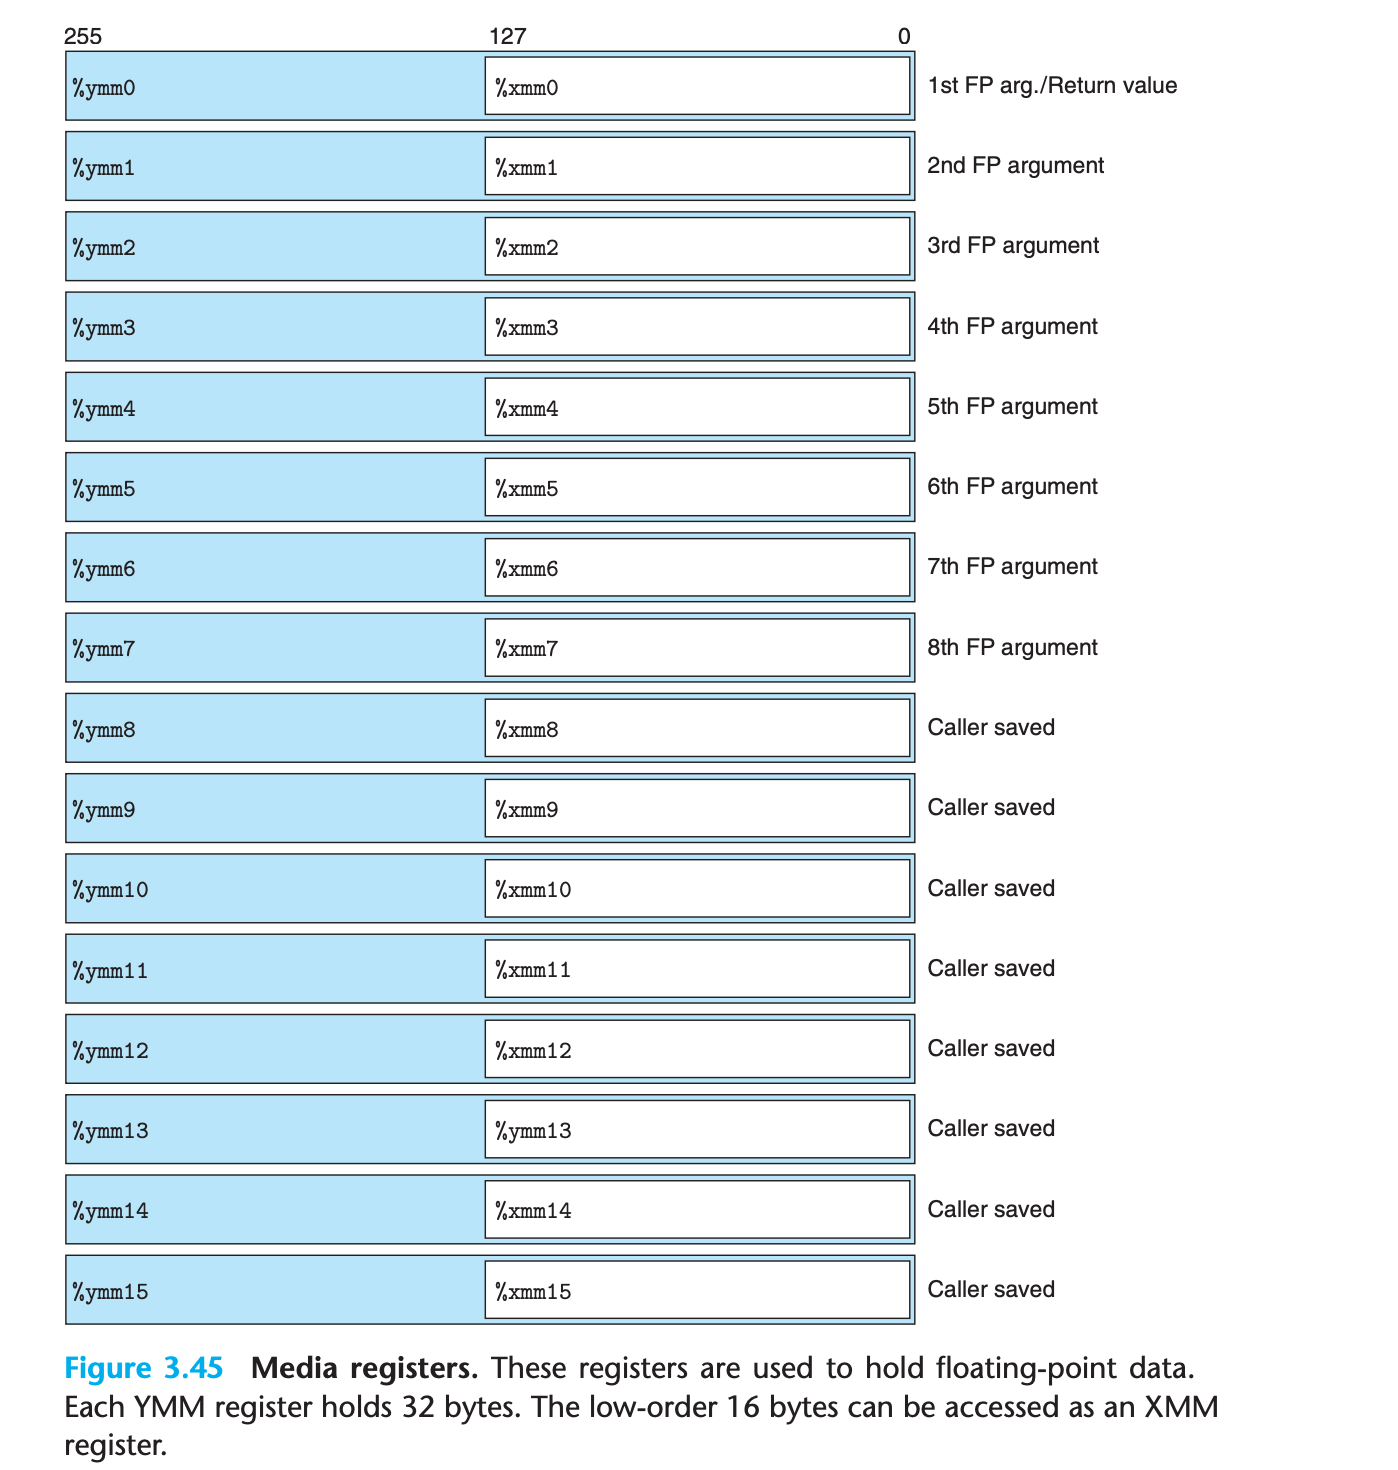 255 127 0
%ymm0 %xmm0 1st FP arg./Return value
%ymm1 %xmm1 2nd FP argument
%ymm2 %xmm2 3rd FP argument
%ymm3 %xmm3 4th FP argument
%ymm4 %xmm4 5th FP argument
%ymm5 %xmm5 6th FP argument
%ymm6 %xmm6 7th FP argument
%ymm7 %xmm7 8th FP argument
%ymm8 %xmm8 Caller saved
%ymm9 %xmm9 Caller saved
%ymm10 %xmm10 Caller saved
%ymm11 %xmm11 Caller saved
%ymm12 %xmm12 Caller saved
%ymm13 %ymm13 Caller saved
%ymm14 %xmm14 Caller saved
%ymm15 %xmm15 Caller saved
Figure 3.45 Media registers. These registers are used to hold floating-point data.
Each YMM register holds 32 bytes. The low-order 16 bytes can be accessed as an XMM
register.